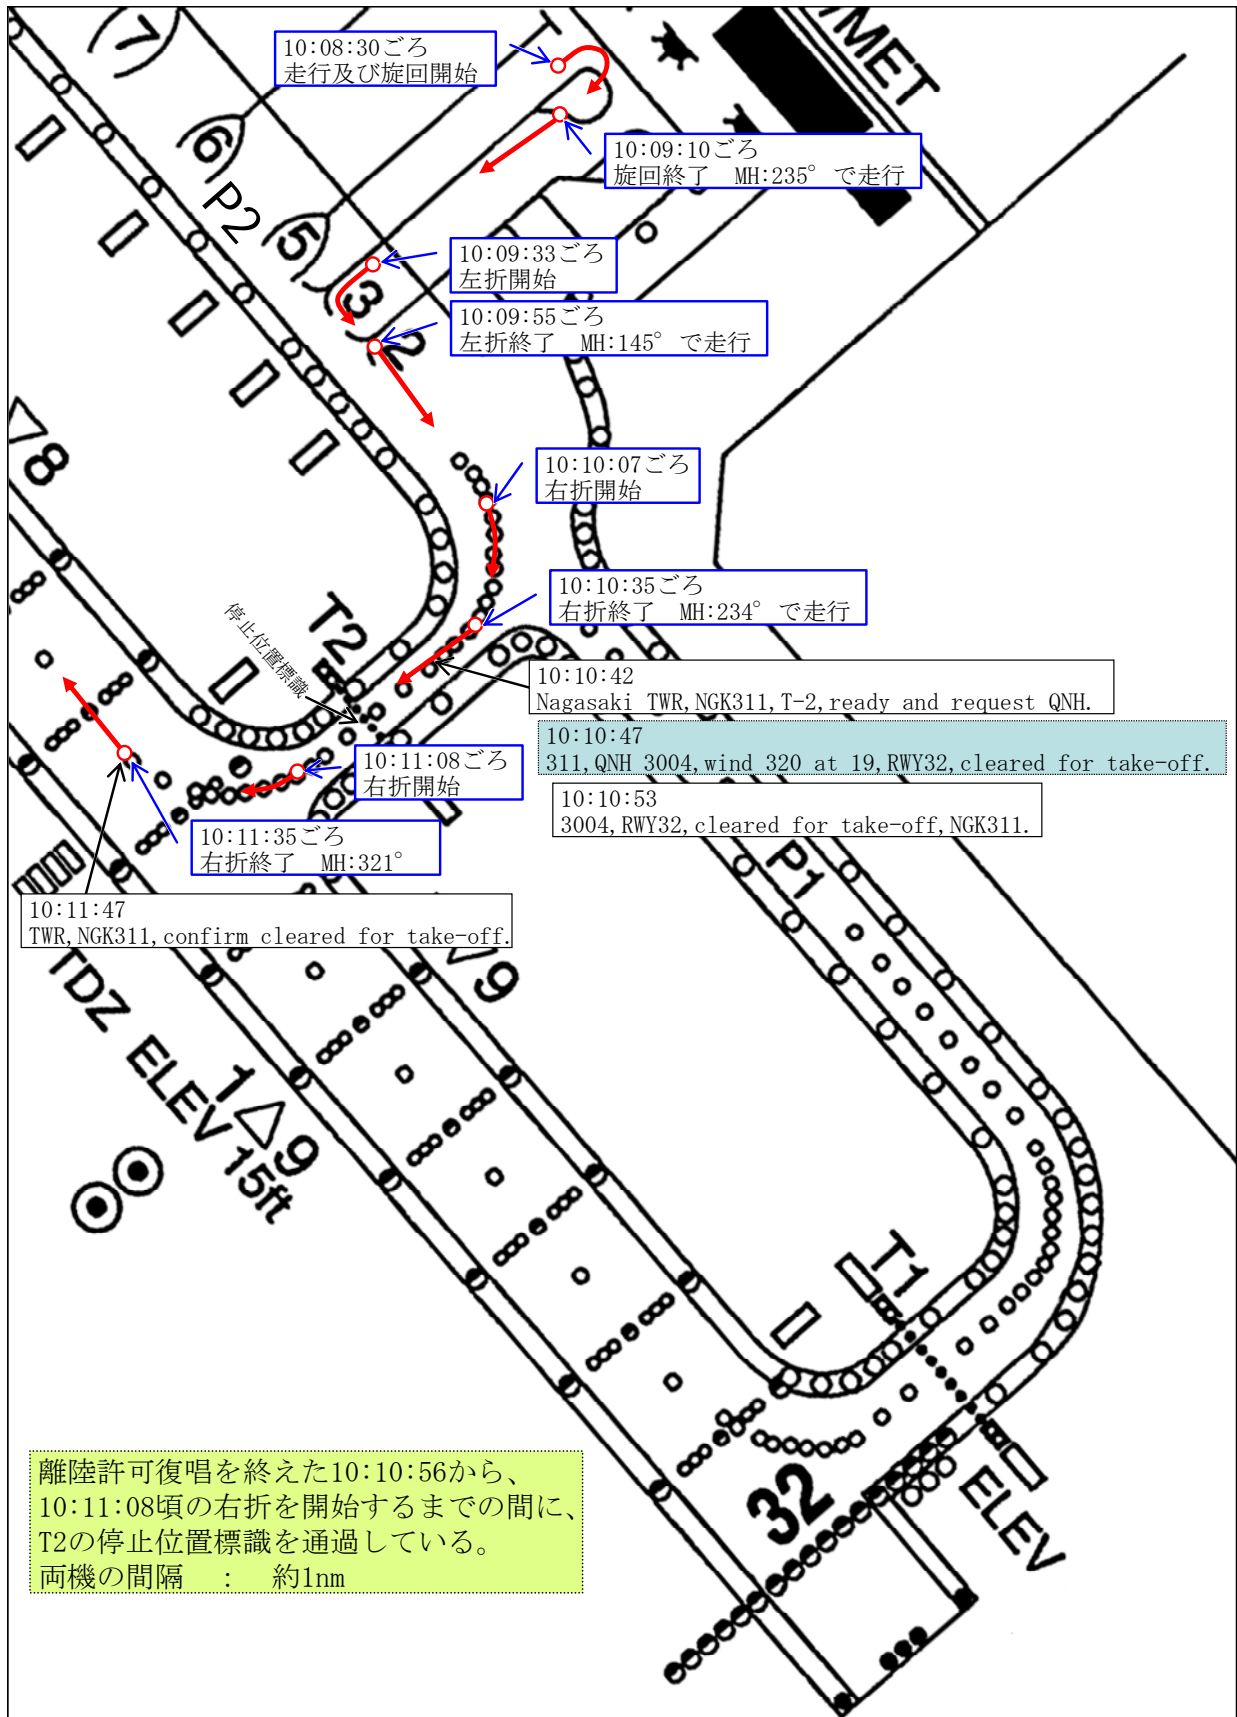 10:08:30ごろ
走行及び旋回開始
(7)
T
/MET
10:09:10ごろ
旋回終了　MH:235°で走行
6
P2
5
10:09:33ごろ
左折開始
3
2
10:09:55ごろ
左折終了　MH:145°で走行
▽8
10:10:07ごろ
右折開始
10:10:35ごろ
右折終了　MH:234°で走行
停止位置標識
T2
10:10:42
Nagasaki TWR,NGK311,T-2,ready and request QNH.
10:10:47
311,QNH 3004,wind 320 at 19,RWY32,cleared for take-off.
10:10:53
3004,RWY32,cleared for take-off,NGK311.
10:11:08ごろ
右折開始
10:11:35ごろ
右折終了　MH:321°
P1
10:11:47
TWR,NGK311,confirm cleared for take-off.
▽9
TDZ ELEV 15ft
1△9
T1
32
ELEV
離陸許可復唱を終えた10:10:56から、
10:11:08頃の右折を開始するまでの間に、
T2の停止位置標識を通過している。
両機の間隔　：　約1nm